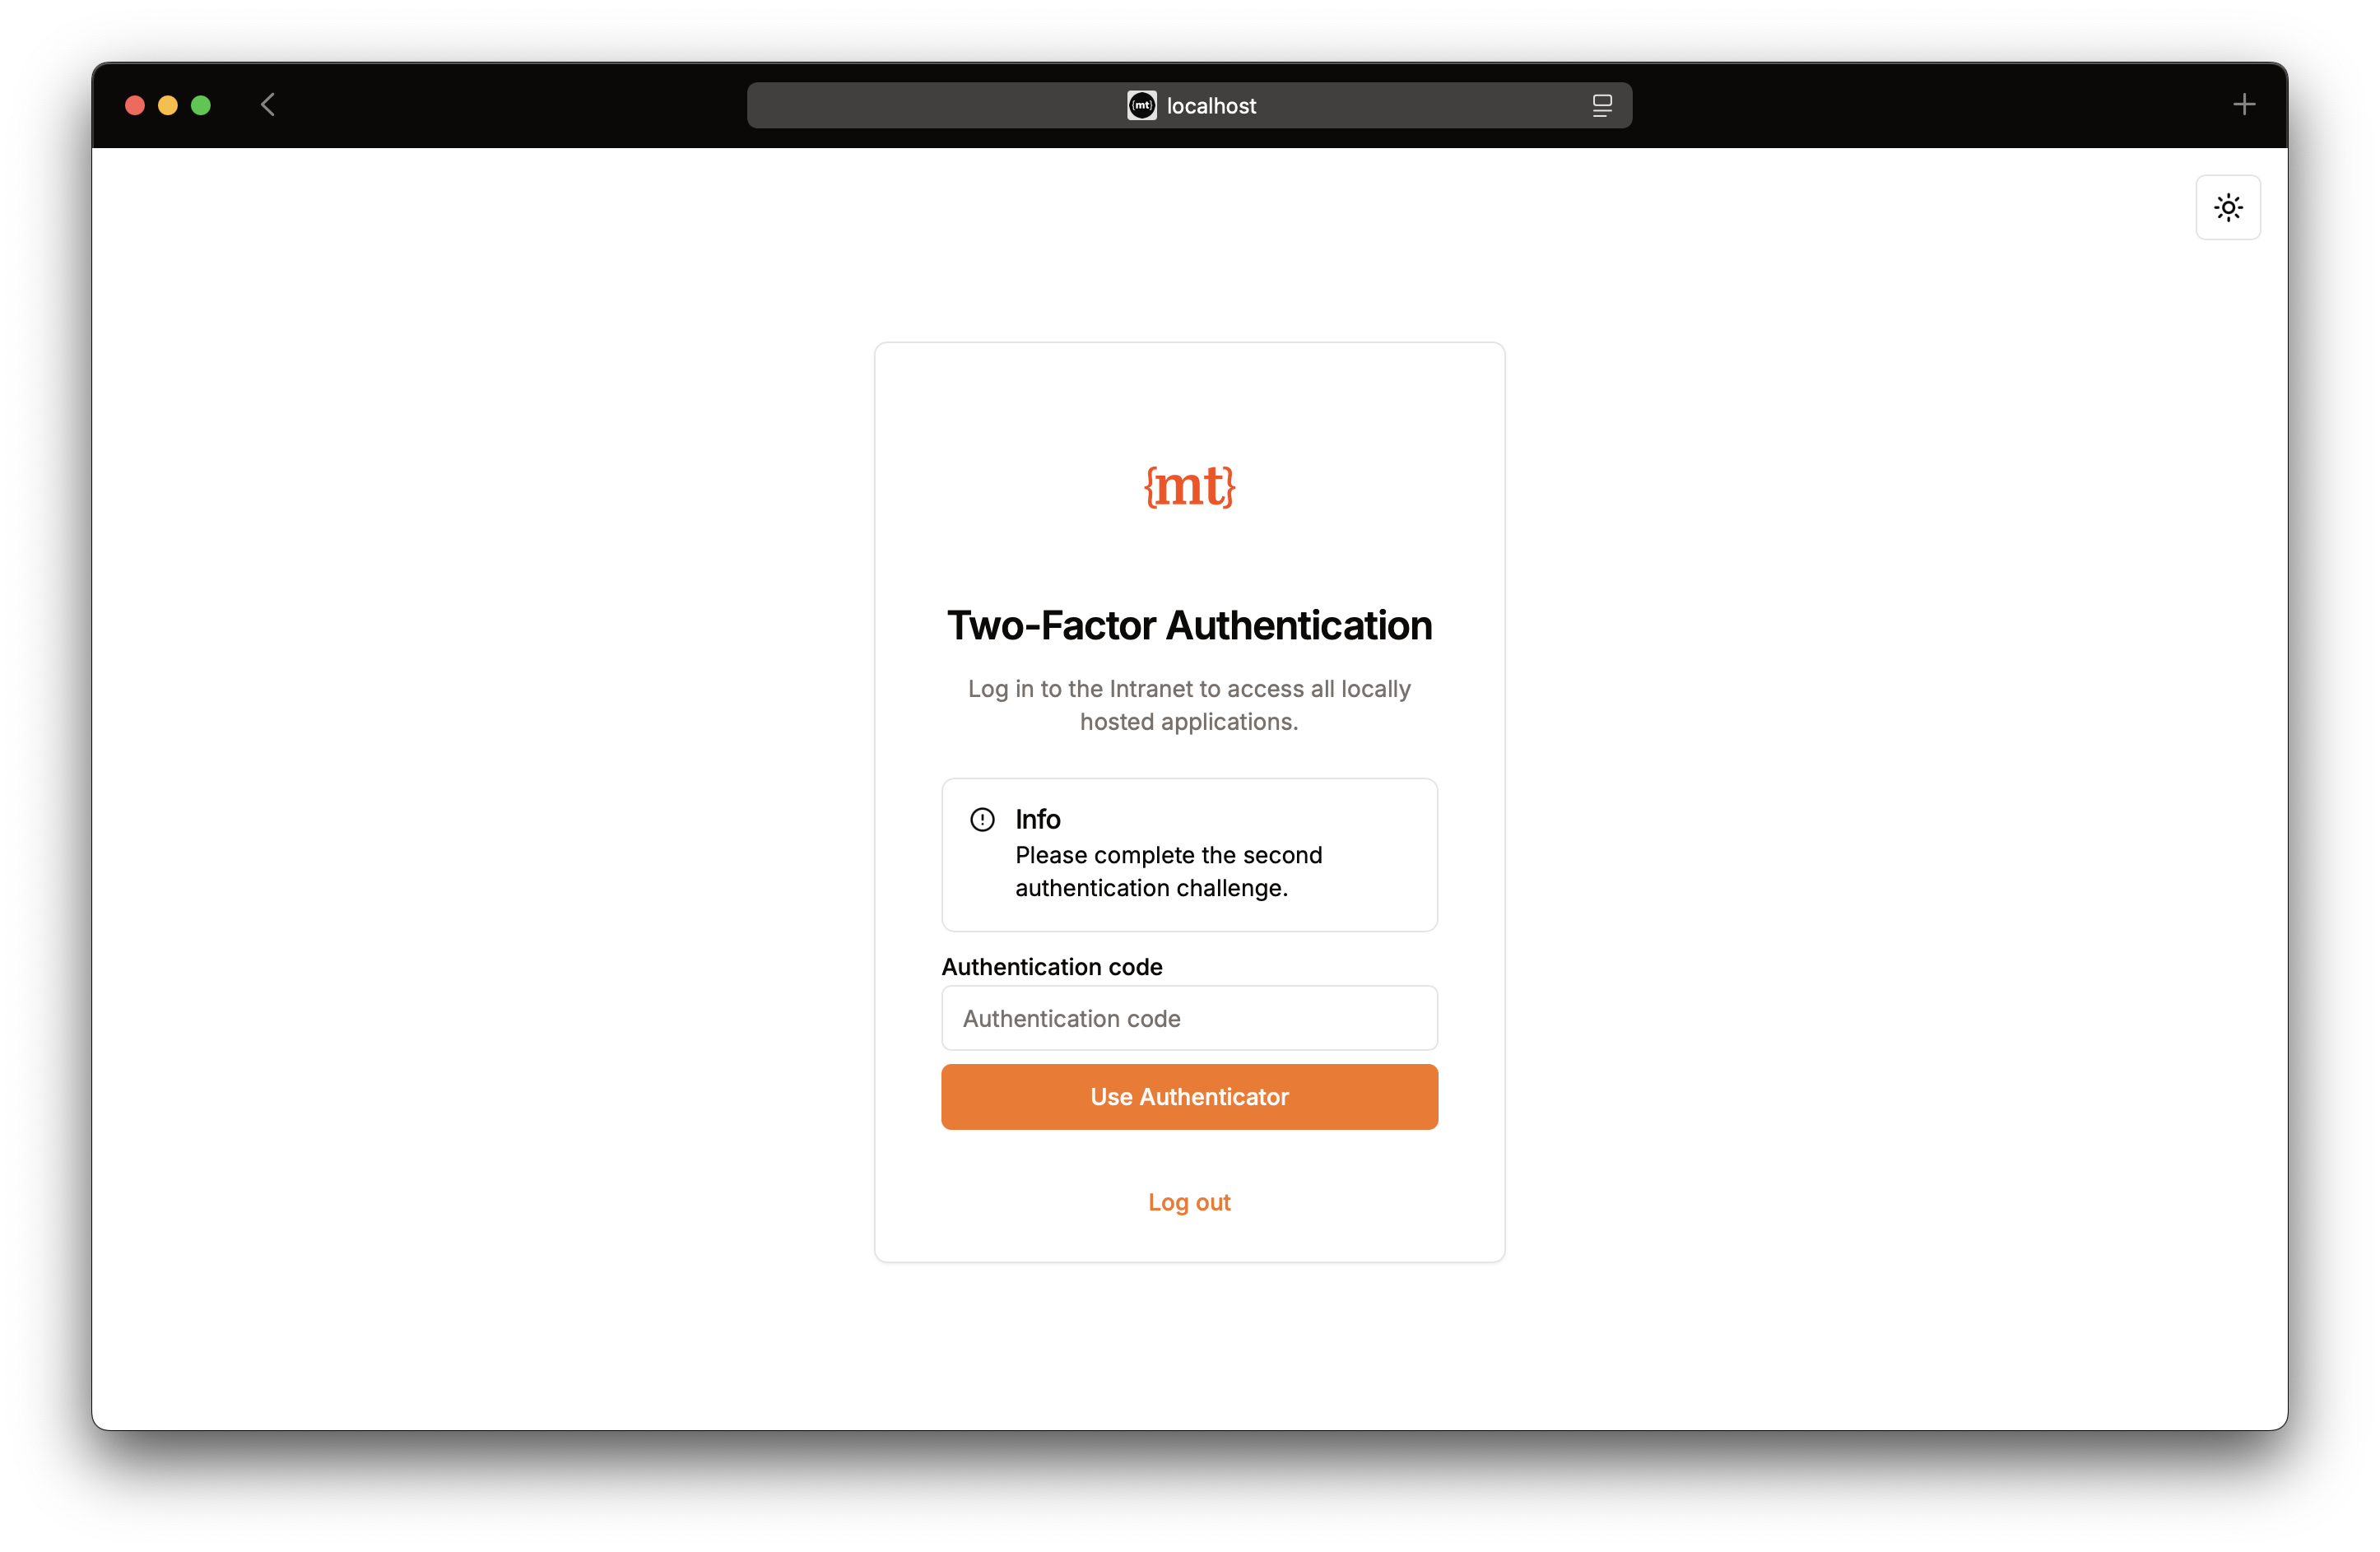 {mt} localhost
{mt}
Two-Factor Authentication
Log in to the Intranet to access all locally
hosted applications.
Info
Please complete the second
authentication challenge.
Authentication code
Authentication code
Use Authenticator
Log out